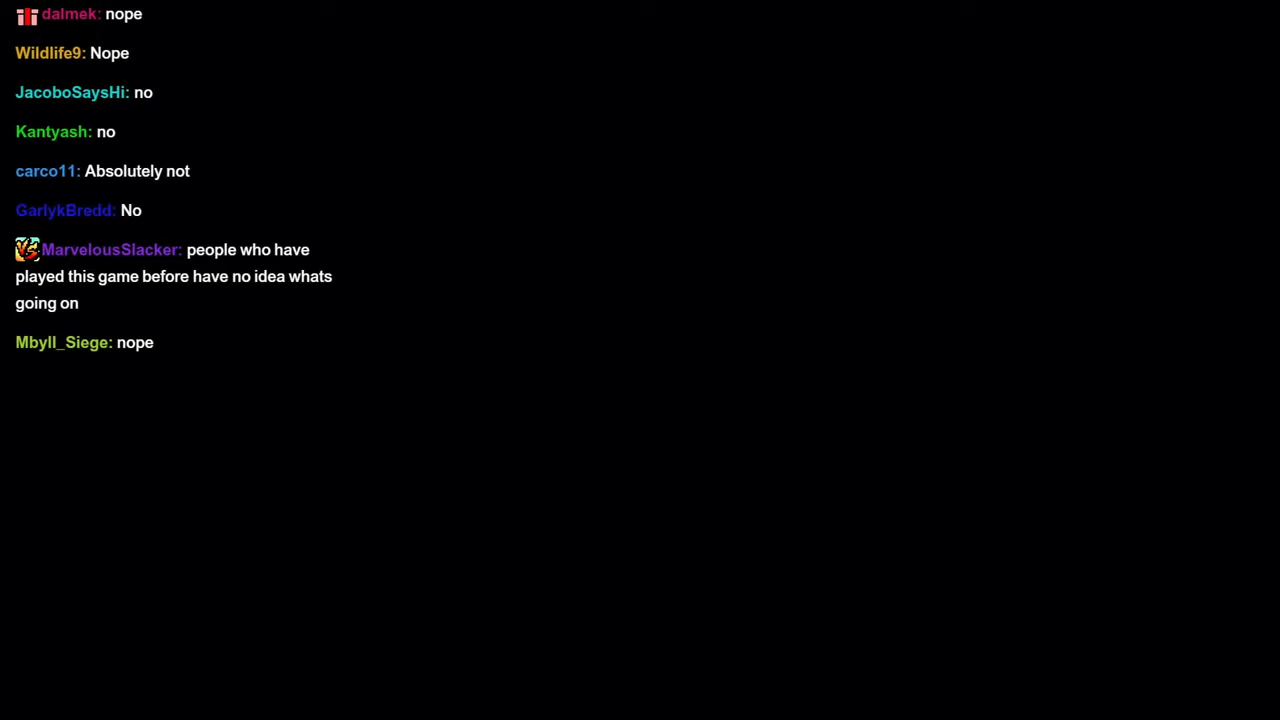 dalmek: nope
Wildlife9: Nope
JacoboSaysHi: no
Kantyash: no
carco11: Absolutely not
GarlykBredd: No
VS MarvelousSlacker: people who have
played this game before have no idea whats
going on
Mbyll_Siege: nope